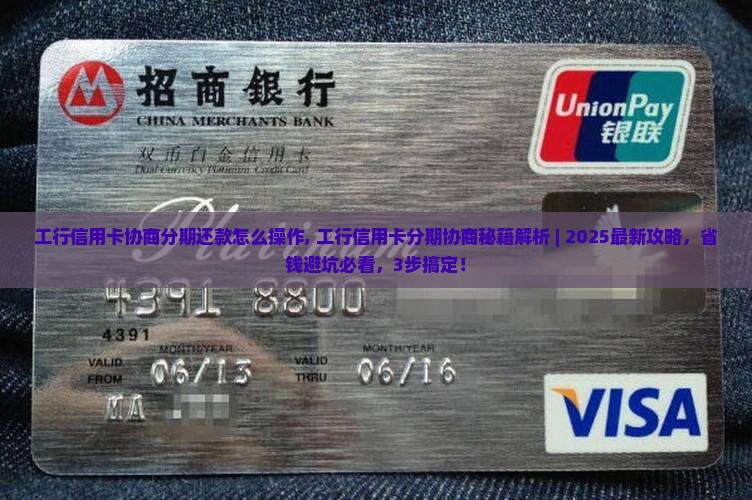 招商銀行
CHINA MERCHANTS BANK
UnionPay
银联
双币白金信用卡
Dual Currency Platinum Credit Card
Platinum
工行信用卡协商分期还款怎么操作, 工行信用卡分期协商秘籍解析 | 2025最新攻略，省
钱避坑必看，3步搞定！
4391 8800
4391
MONTH/YEAR MONTH/YEAR
VALID FROM 06/13 VALID THRU 06/16
MA
VISA